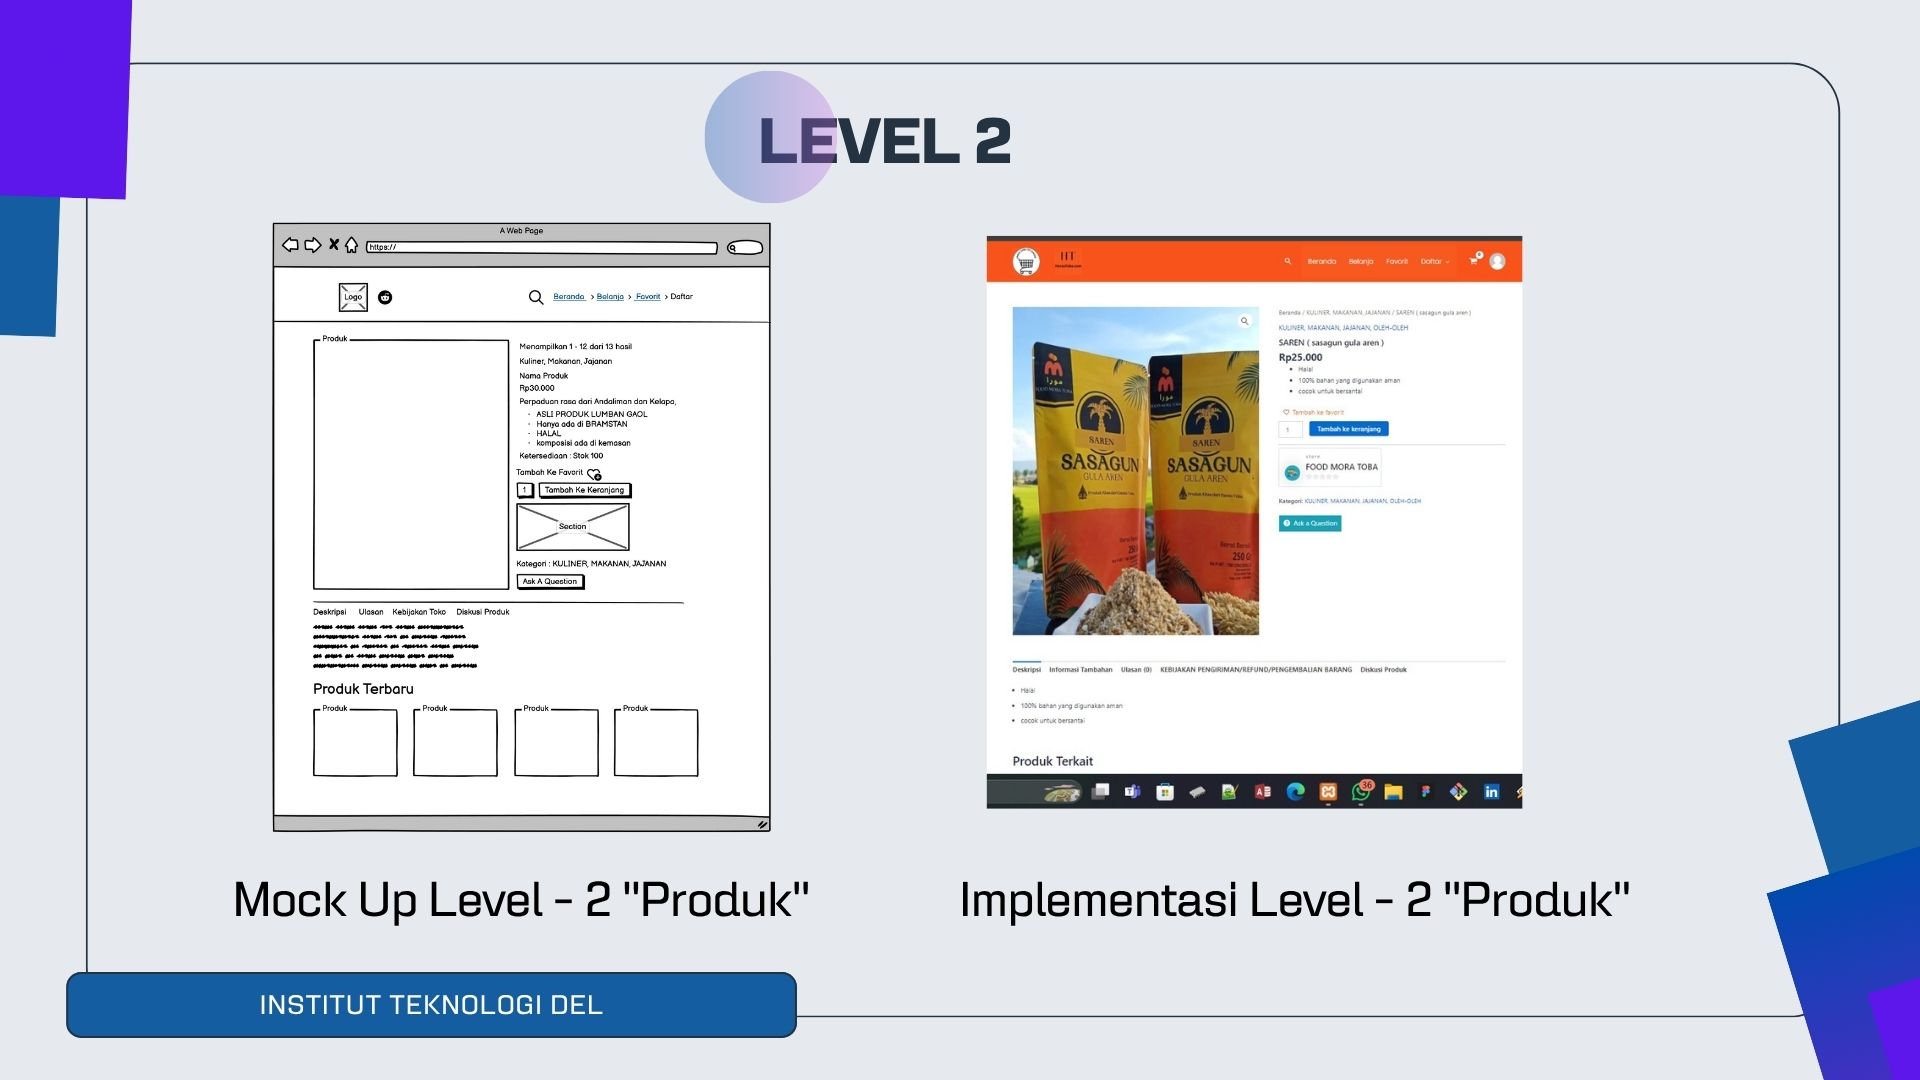 LEVEL 2
A Web Page
https://
Logo
Beranda > Belanja > Favorit > Daftar
Produk
Menampilkan 1 - 12 dari 13 hasil
Kuliner, Makanan, Jajanan
Nama Produk
Rp30.000
Perpaduan rasa dari Andaliman dan Kelapa,
· ASLI PRODUK LUMBAN GAOL
· Hanya ada di BRAMSTAN
· HALAL
· komposisi ada di kemasan
Ketersediaan : Stok 100
Tambah Ke Favorit
1 Tambah Ke Keranjang
Section
Kategori : KULINER, MAKANAN, JAJANAN
Ask A Question
Deskripsi Ulasan Kebijakan Toko Diskusi Produk
Produk Terbaru
Produk Produk Produk Produk
Mock Up Level - 2 "Produk"
HT
Beranda Belanja Favorit Daftar
0
Beranda / KULINER, MAKANAN, JAJANAN / SAREN ( sasagun gula aren )
KULINER, MAKANAN, JAJANAN, OLEH-OLEH
SAREN ( sasagun gula aren )
Rp25.000
• Halal
• 100% bahan yang digunakan aman
• cocok untuk bersantai
Tambah ke favorit
1 Tambah ke keranjang
store
FOOD MORA TOBA
Kategori: KULINER, MAKANAN, JAJANAN, OLEH-OLEH
Ask a Question
SAREN
SASAGUN
GULA AREN
SAREN
SASAGUN
GULA AREN
250 G
Deskripsi Informasi Tambahan Ulasan (0) KEBIJAKAN PENGIRIMAN/REFUND/PENGEMBALIAN BARANG Diskusi Produk
• Halal
• 100% bahan yang digunakan aman
• cocok untuk bersantai
Produk Terkait
36
Implementasi Level - 2 "Produk"
INSTITUT TEKNOLOGI DEL